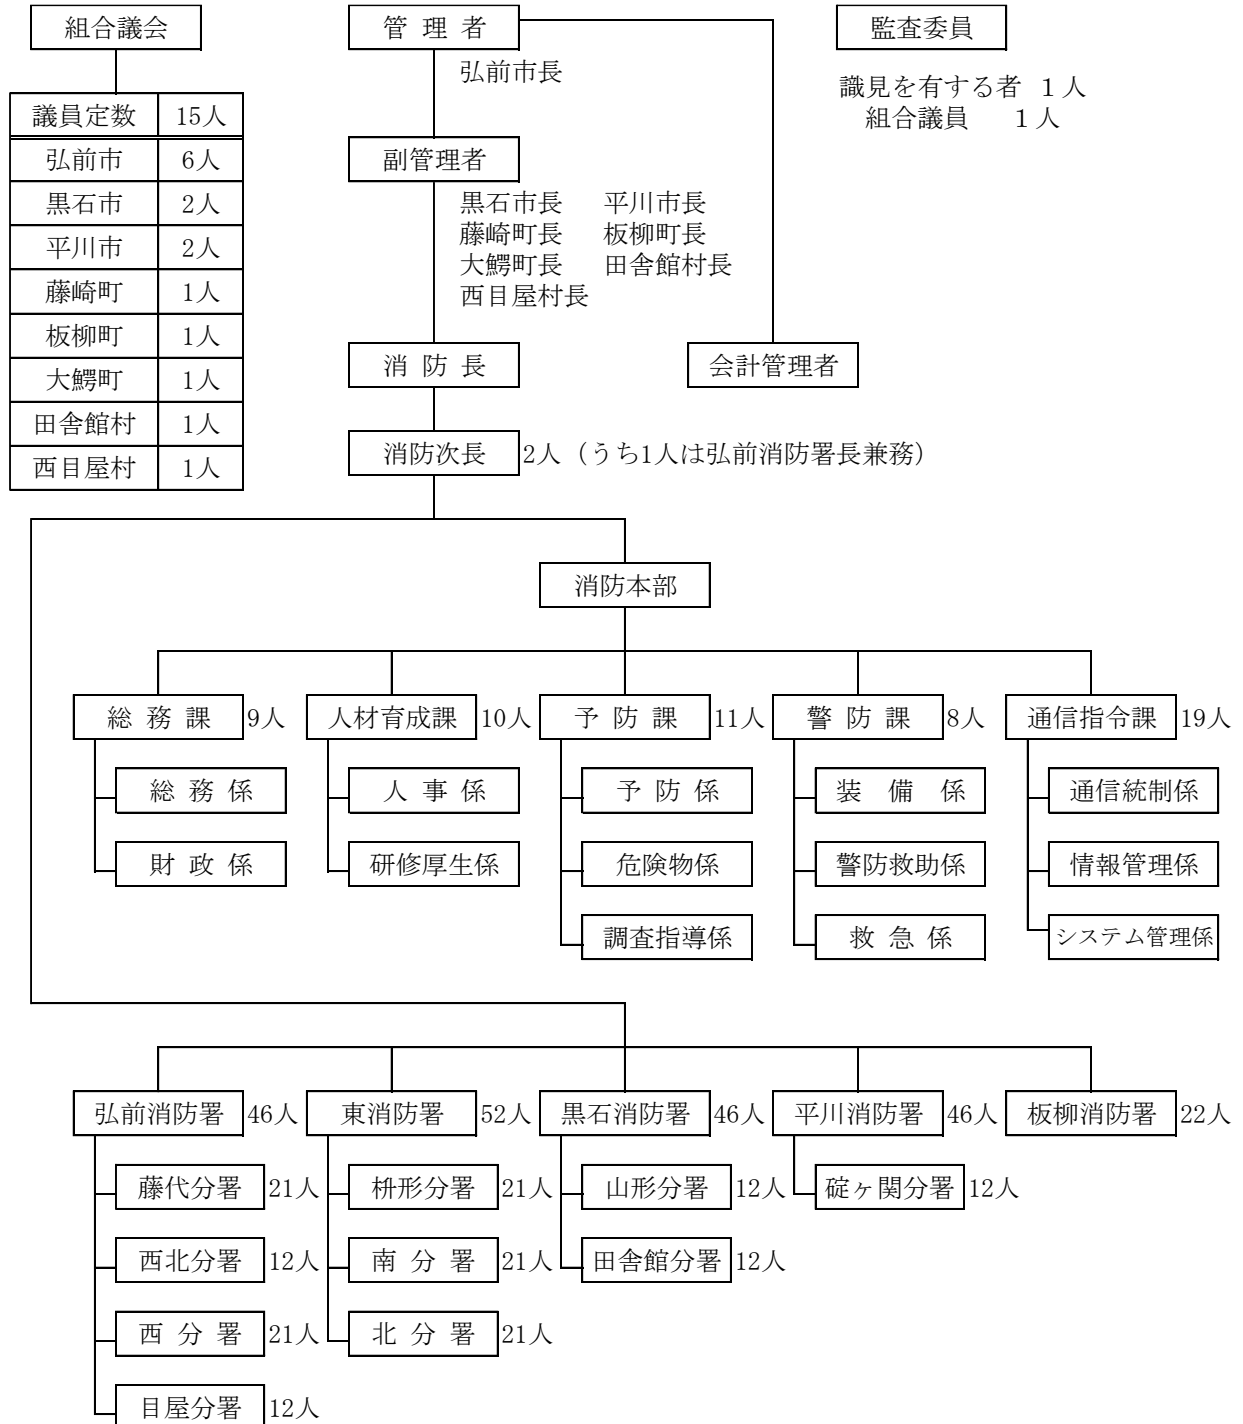 組合議会
議員定数 15人
弘前市 6人
黒石市 2人
平川市 2人
藤崎町 1人
板柳町 1人
大鰐町 1人
田舎館村 1人
西目屋村 1人
管 理 者
弘前市長
副管理者
黒石市長 平川市長
藤崎町長 板柳町長
大鰐町長 田舎館村長
西目屋村長
監査委員
識見を有する者 1人
組合議員 1人
消 防 長
会計管理者
消防次長 2人(うち1人は弘前消防署長兼務)
消防本部
総 務 課 9人
総 務 係
財 政 係
人材育成課 10人
人 事 係
研修厚生係
予 防 課 11人
予 防 係
危険物係
調査指導係
警 防 課 8人
装 備 係
警防救助係
救 急 係
通信指令課 19人
通信統制係
情報管理係
システム管理係
弘前消防署 46人
藤代分署 21人
西北分署 12人
西 分 署 21人
目屋分署 12人
東消防署 52人
枡形分署 21人
南 分 署 21人
北 分 署 21人
黒石消防署 46人
山形分署 12人
田舎館分署 12人
平川消防署 46人
碇ヶ関分署 12人
板柳消防署 22人